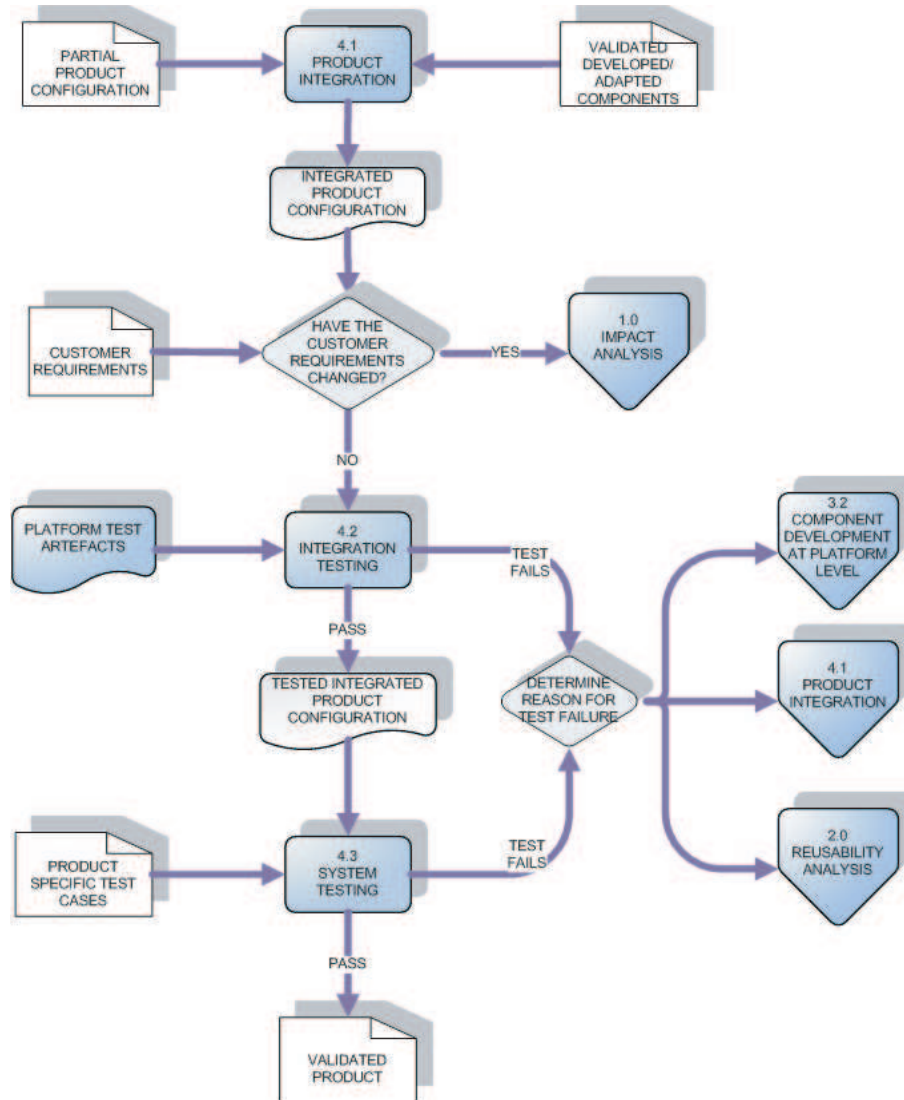 PARTIAL
PRODUCT
CONFIGURATION
4.1
PRODUCT
INTEGRATION
VALIDATED
DEVELOPED/
ADAPTED
COMPONENTS
INTEGRATED
PRODUCT
CONFIGURATION
CUSTOMER
REQUIREMENTS
HAVE THE
CUSTOMER
REQUIREMENTS
CHANGED?
YES
1.0
IMPACT
ANALYSIS
NO
PLATFORM TEST
ARTEFACTS
4.2
INTEGRATION
TESTING
TEST
FAILS
3.2
COMPONENT
DEVELOPMENT
AT PLATFORM
LEVEL
PASS
TESTED INTEGRATED
PRODUCT
CONFIGURATION
DETERMINE
REASON FOR
TEST FAILURE
4.1
PRODUCT
INTEGRATION
PRODUCT
SPECIFIC TEST
CASES
4.3
SYSTEM
TESTING
TEST
FAILS
2.0
REUSABILITY
ANALYSIS
PASS
VALIDATED
PRODUCT